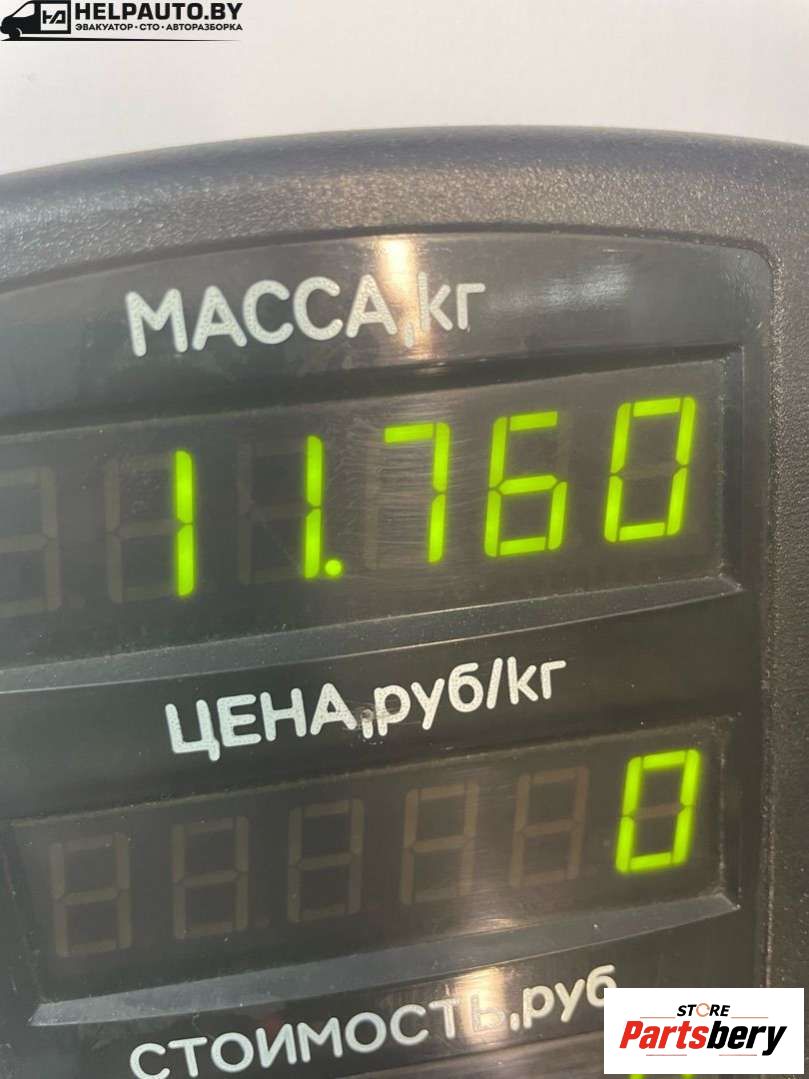 HELPAUTO.BY
ЭВАКУАТОР • СТО • АВТОРАЗБОРКА
МАССА,кг
11.760
ЦЕНА,руб/кг
0
СТОИМОСТЬ,руб
STORE
Partsbery